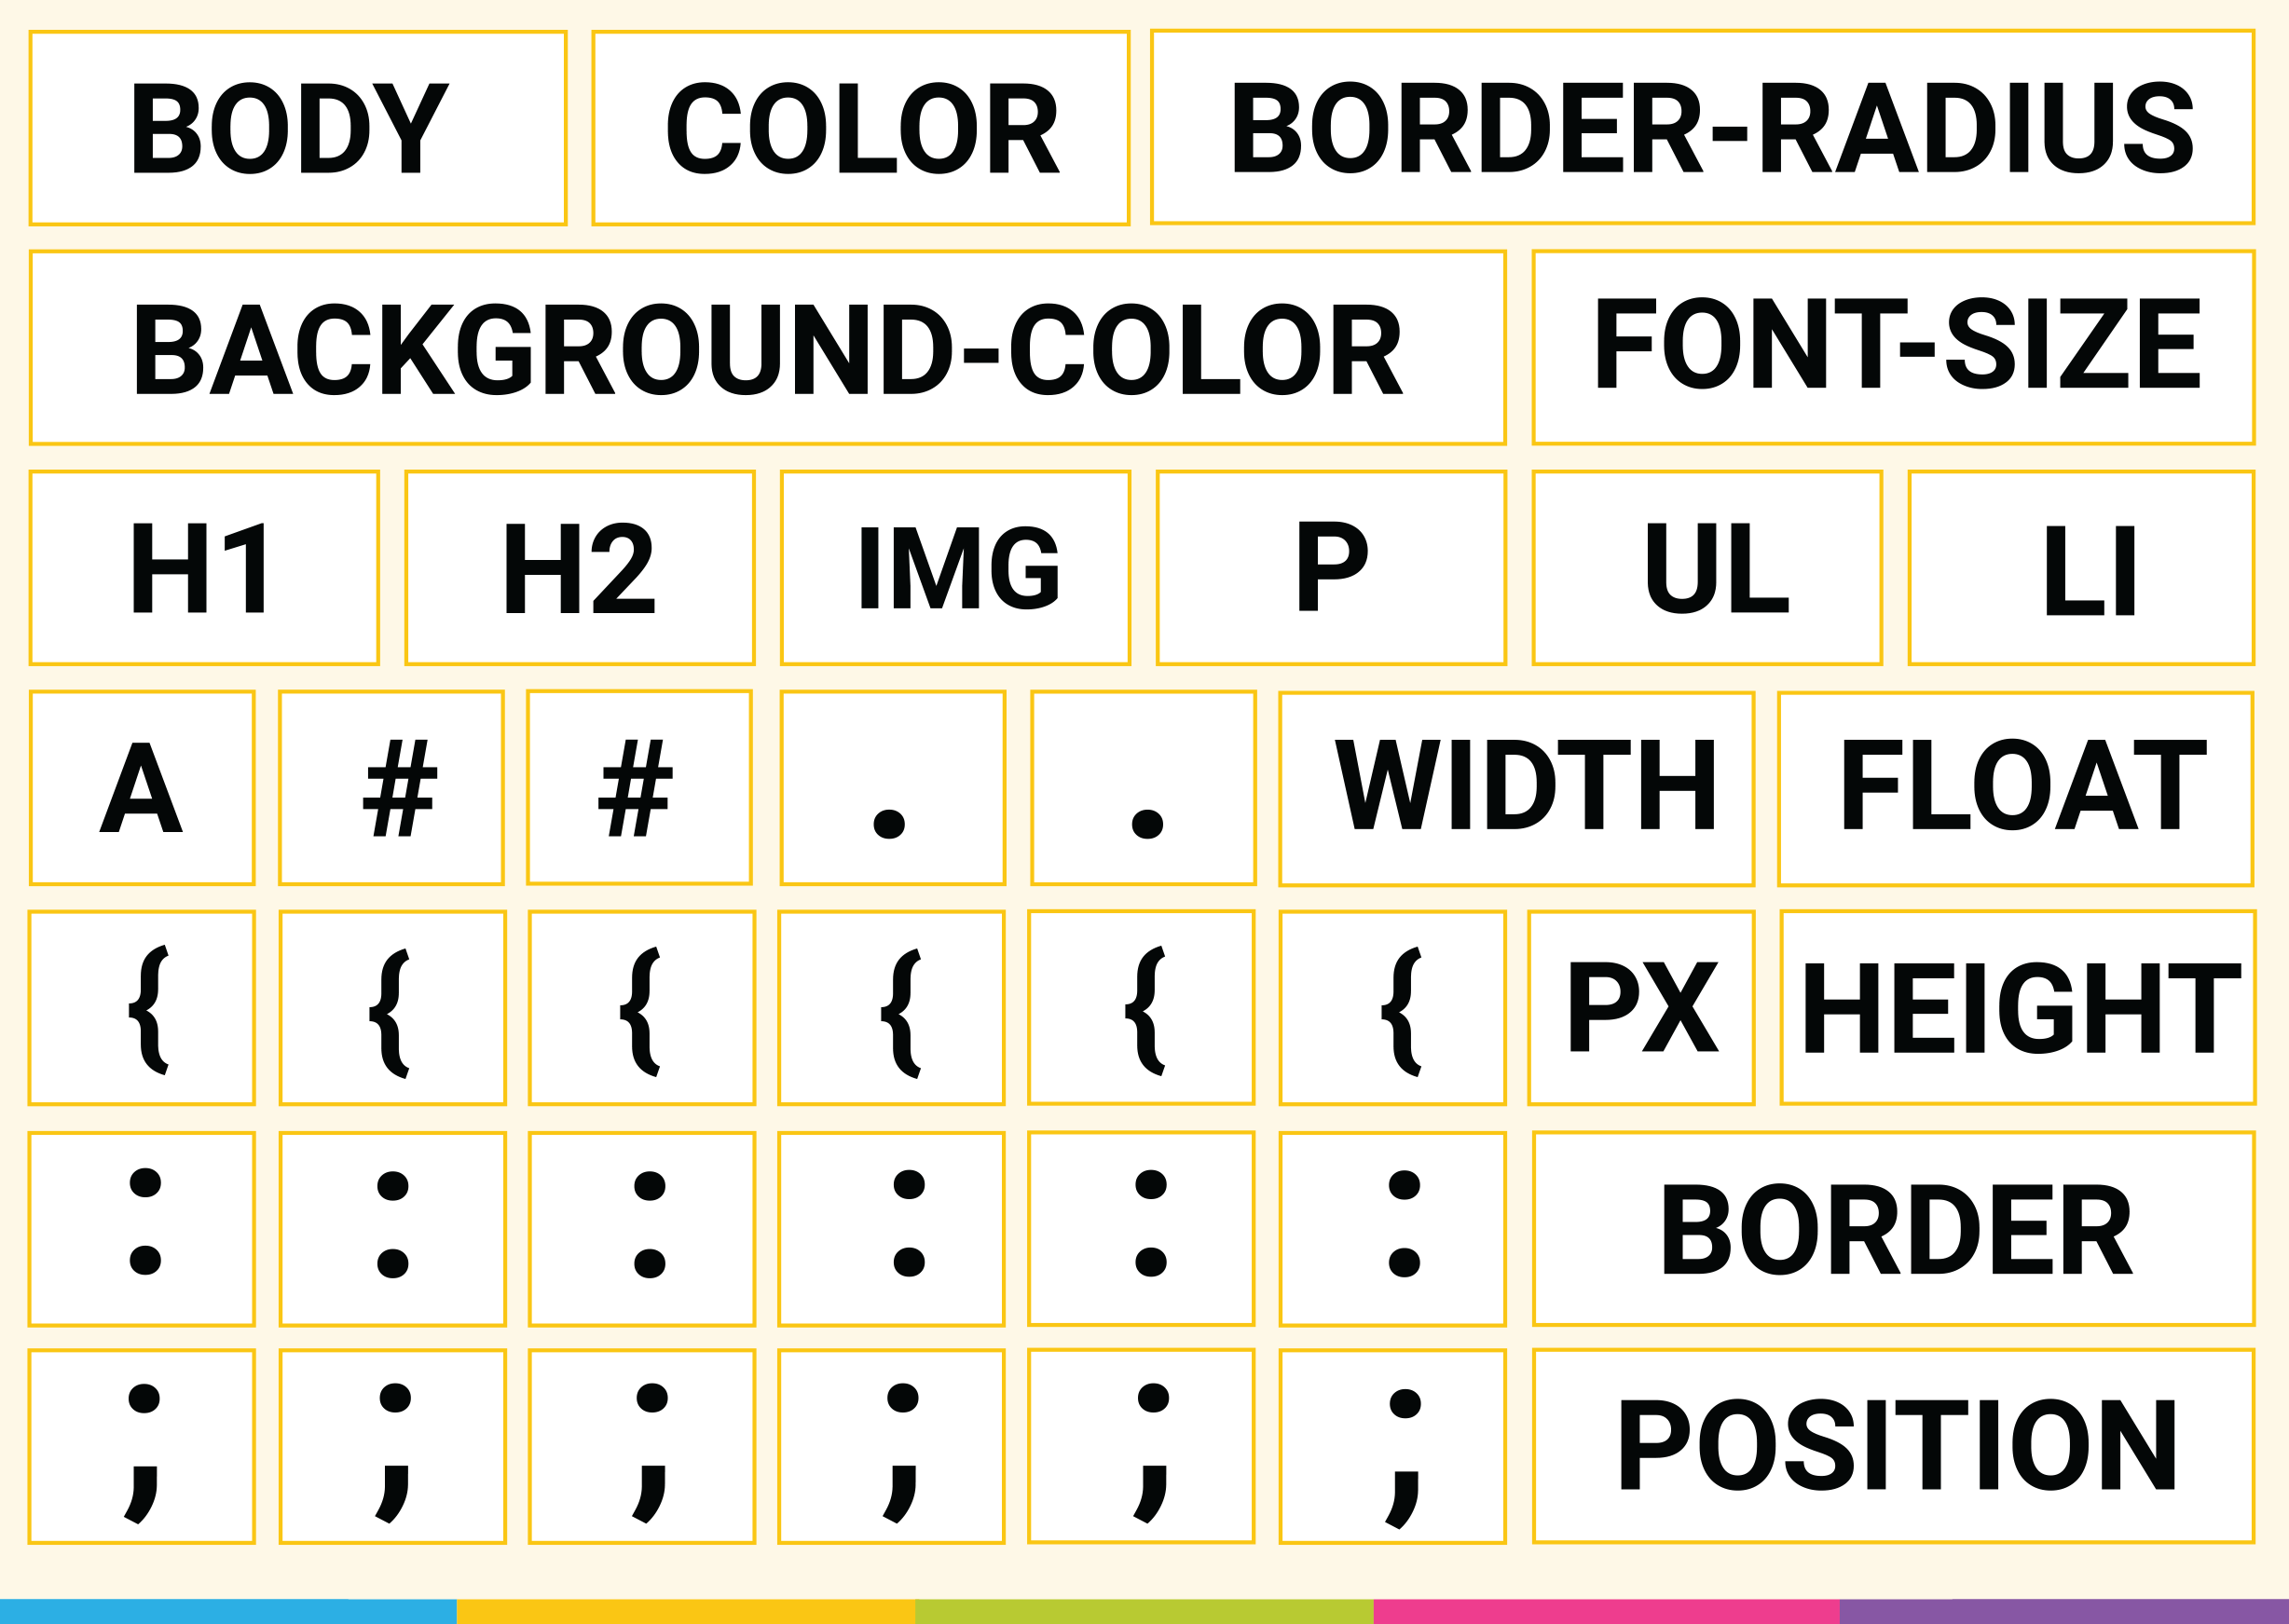 BODY COLOR BORDER-RADIUS
BACKGROUND-COLOR FONT-SIZE
H1 H2 IMG P UL LI
A # # . . WIDTH FLOAT
{ { { { { { PX HEIGHT
: : : : : : BORDER
; ; ; ; ; ; POSITION